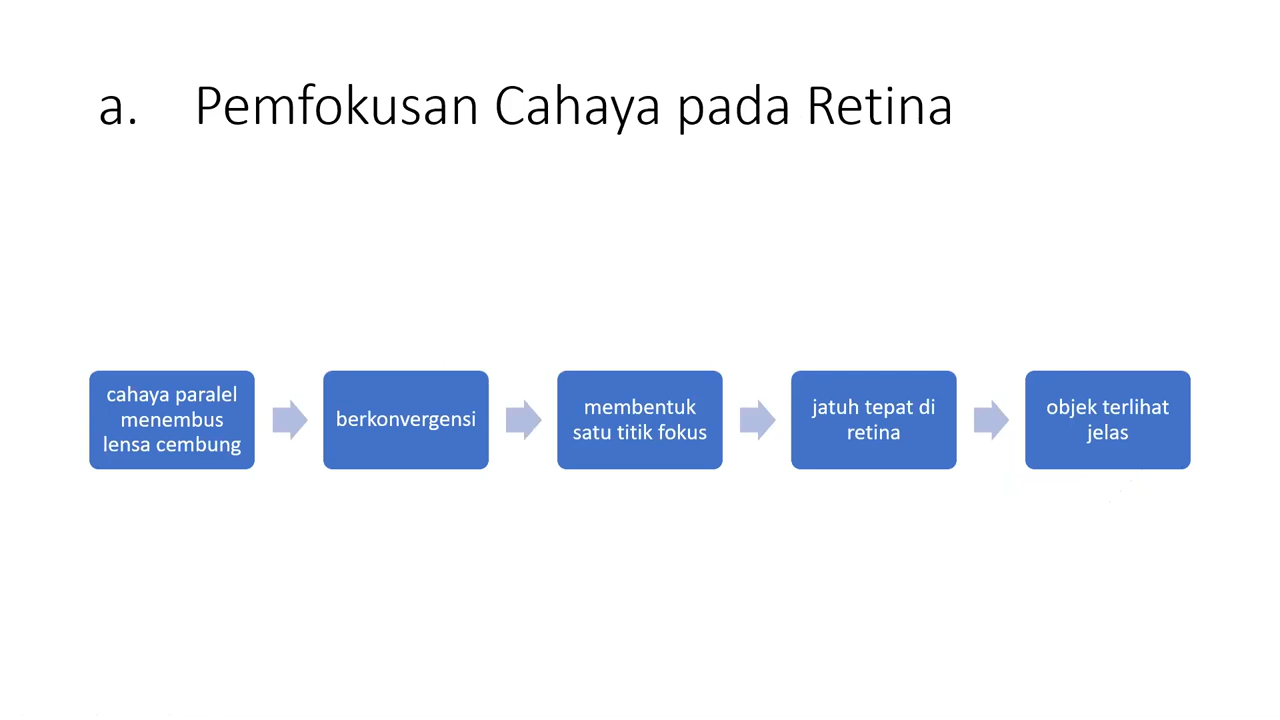 a. Pemfokusan Cahaya pada Retina
cahaya paralel
menembus
lensa cembung
berkonvergensi
membentuk
satu titik fokus
jatuh tepat di
retina
objek terlihat
jelas